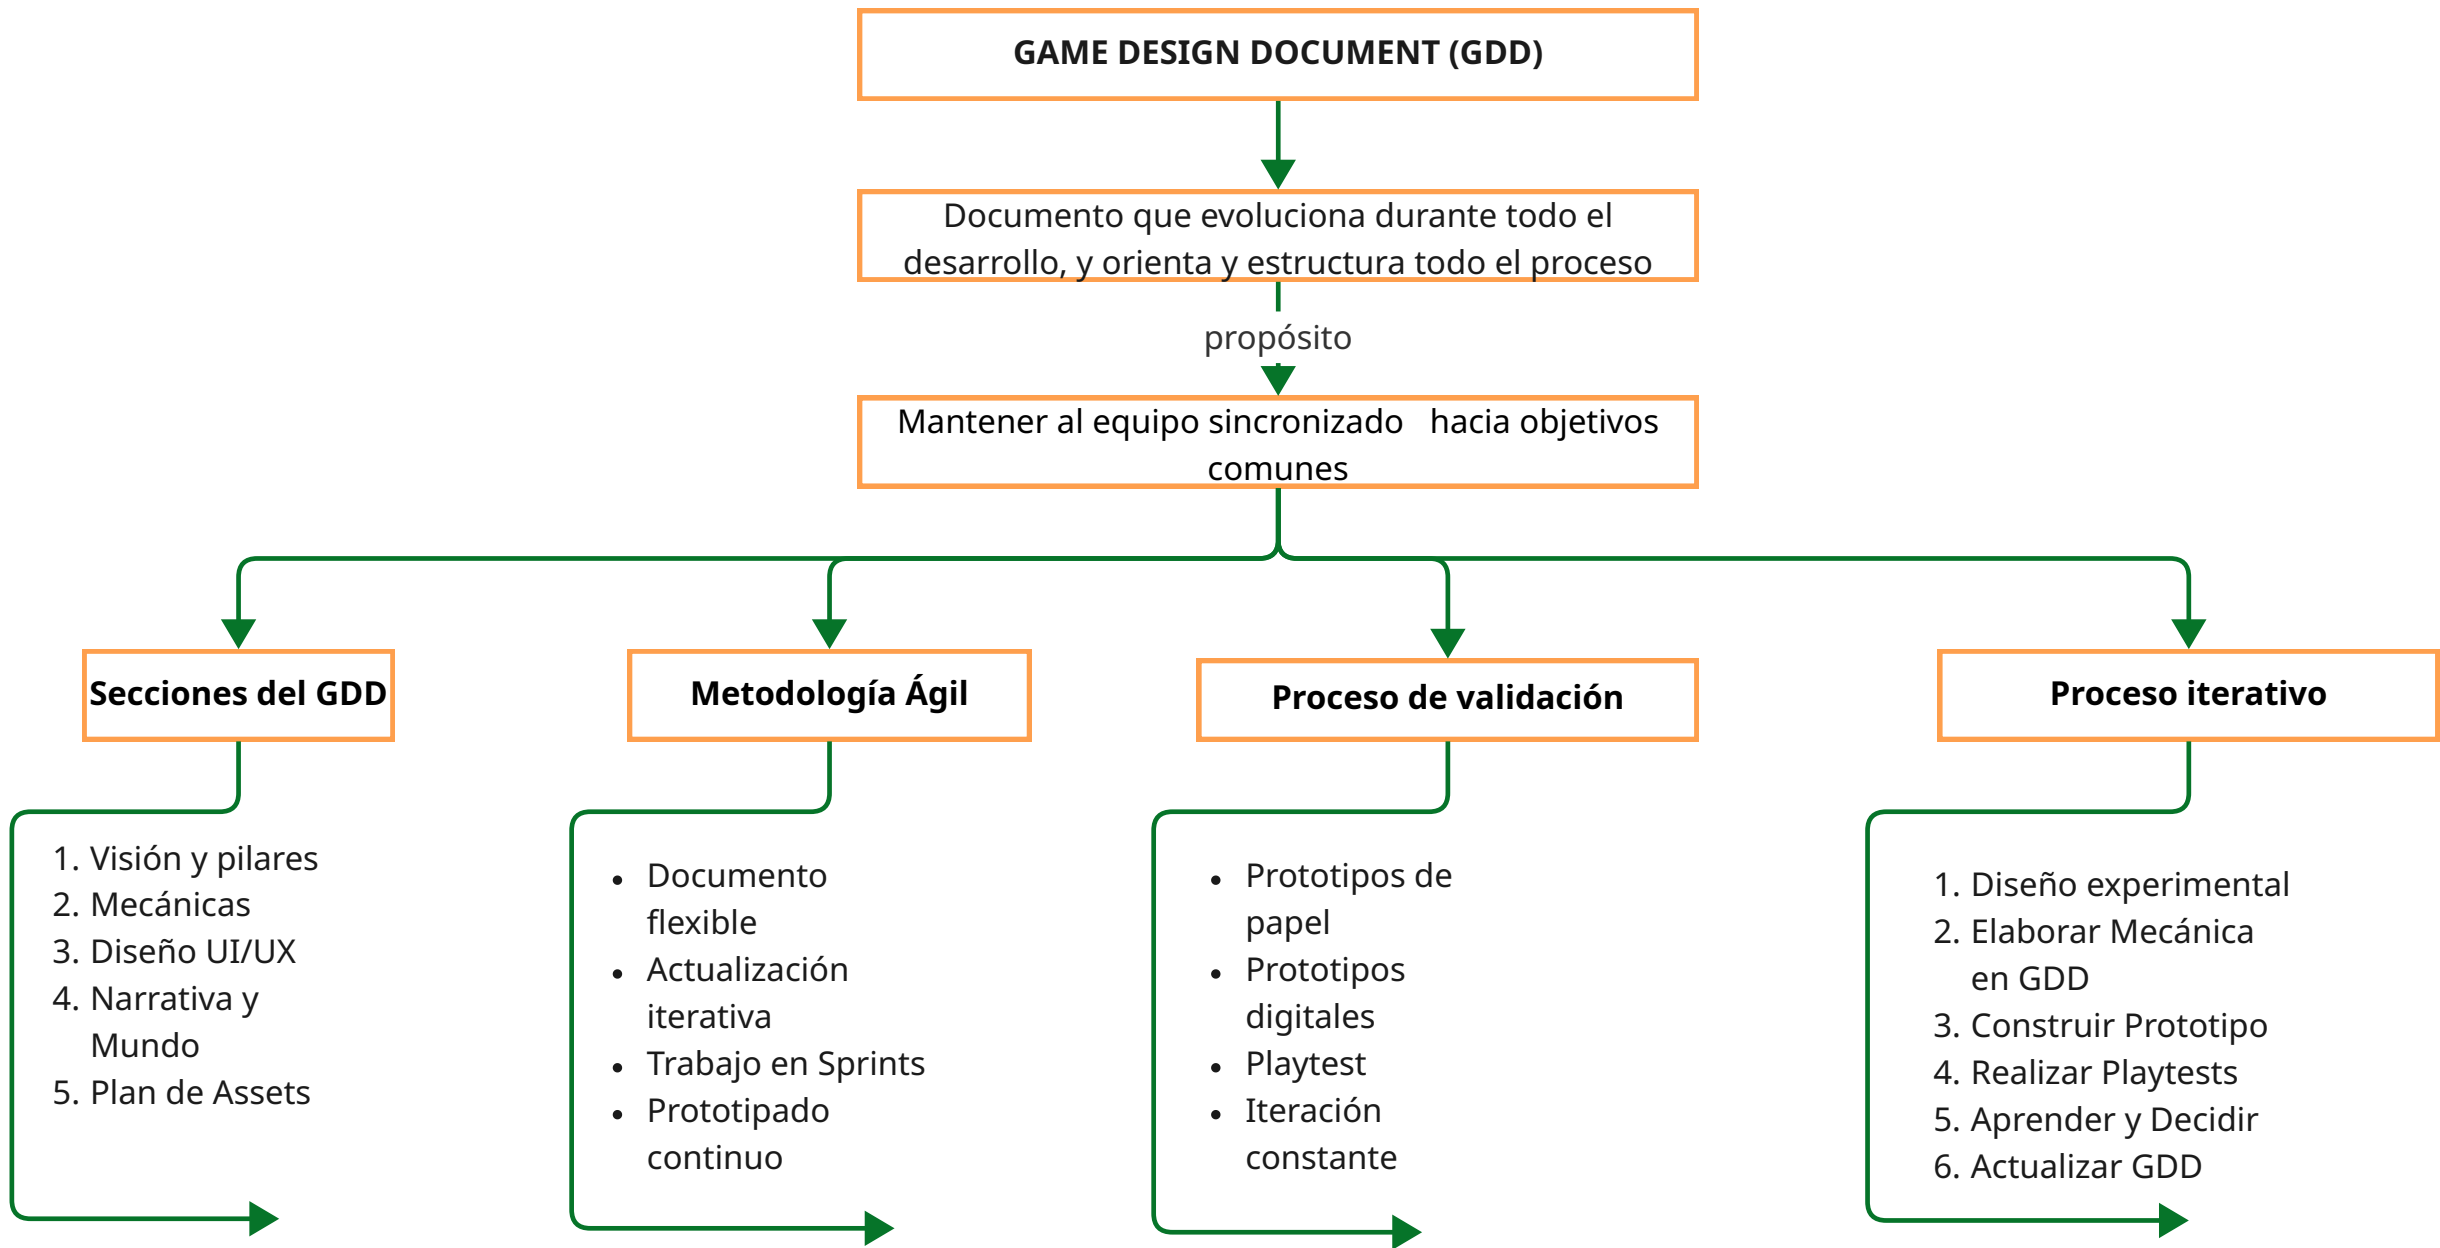 GAME DESIGN DOCUMENT (GDD)
Documento que evoluciona durante todo el
desarrollo, y orienta y estructura todo el proceso
propósito
Mantener al equipo sincronizado   hacia objetivos
comunes
Secciones del GDD
Metodología Ágil
Proceso de validación
Proceso iterativo
1. Visión y pilares
2. Mecánicas
3. Diseño UI/UX
4. Narrativa y
Mundo
5. Plan de Assets
• Documento
flexible
• Actualización
iterativa
• Trabajo en Sprints
• Prototipado
continuo
• Prototipos de
papel
• Prototipos
digitales
• Playtest
• Iteración
constante
1. Diseño experimental
2. Elaborar Mecánica
en GDD
3. Construir Prototipo
4. Realizar Playtests
5. Aprender y Decidir
6. Actualizar GDD